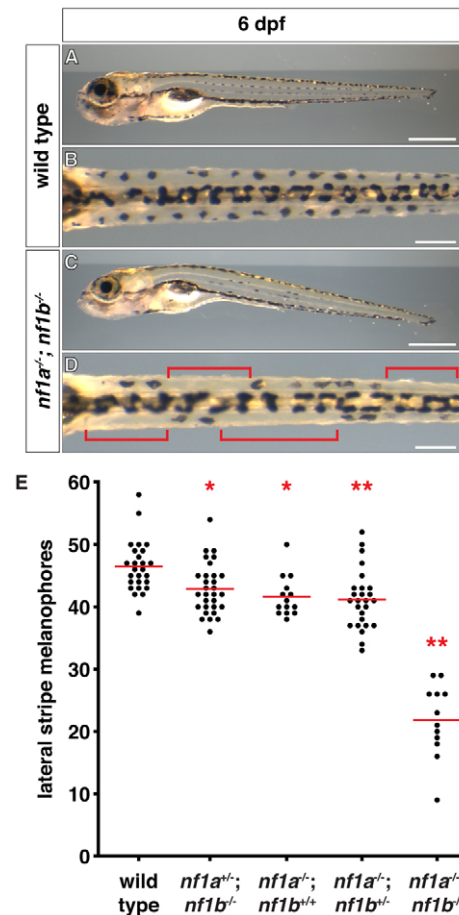 6 dpf
wild type
A
B
nf1a-/-; nf1b-/-
C
D
E
lateral stripe melanophores
60
50
40
30
20
10
0
*
*
**
**
wild
type
nf1a+/-;
nf1b-/-
nf1a-/-;
nf1b+/+
nf1a-/-;
nf1b+/-
nf1a-/-
nf1b-/-